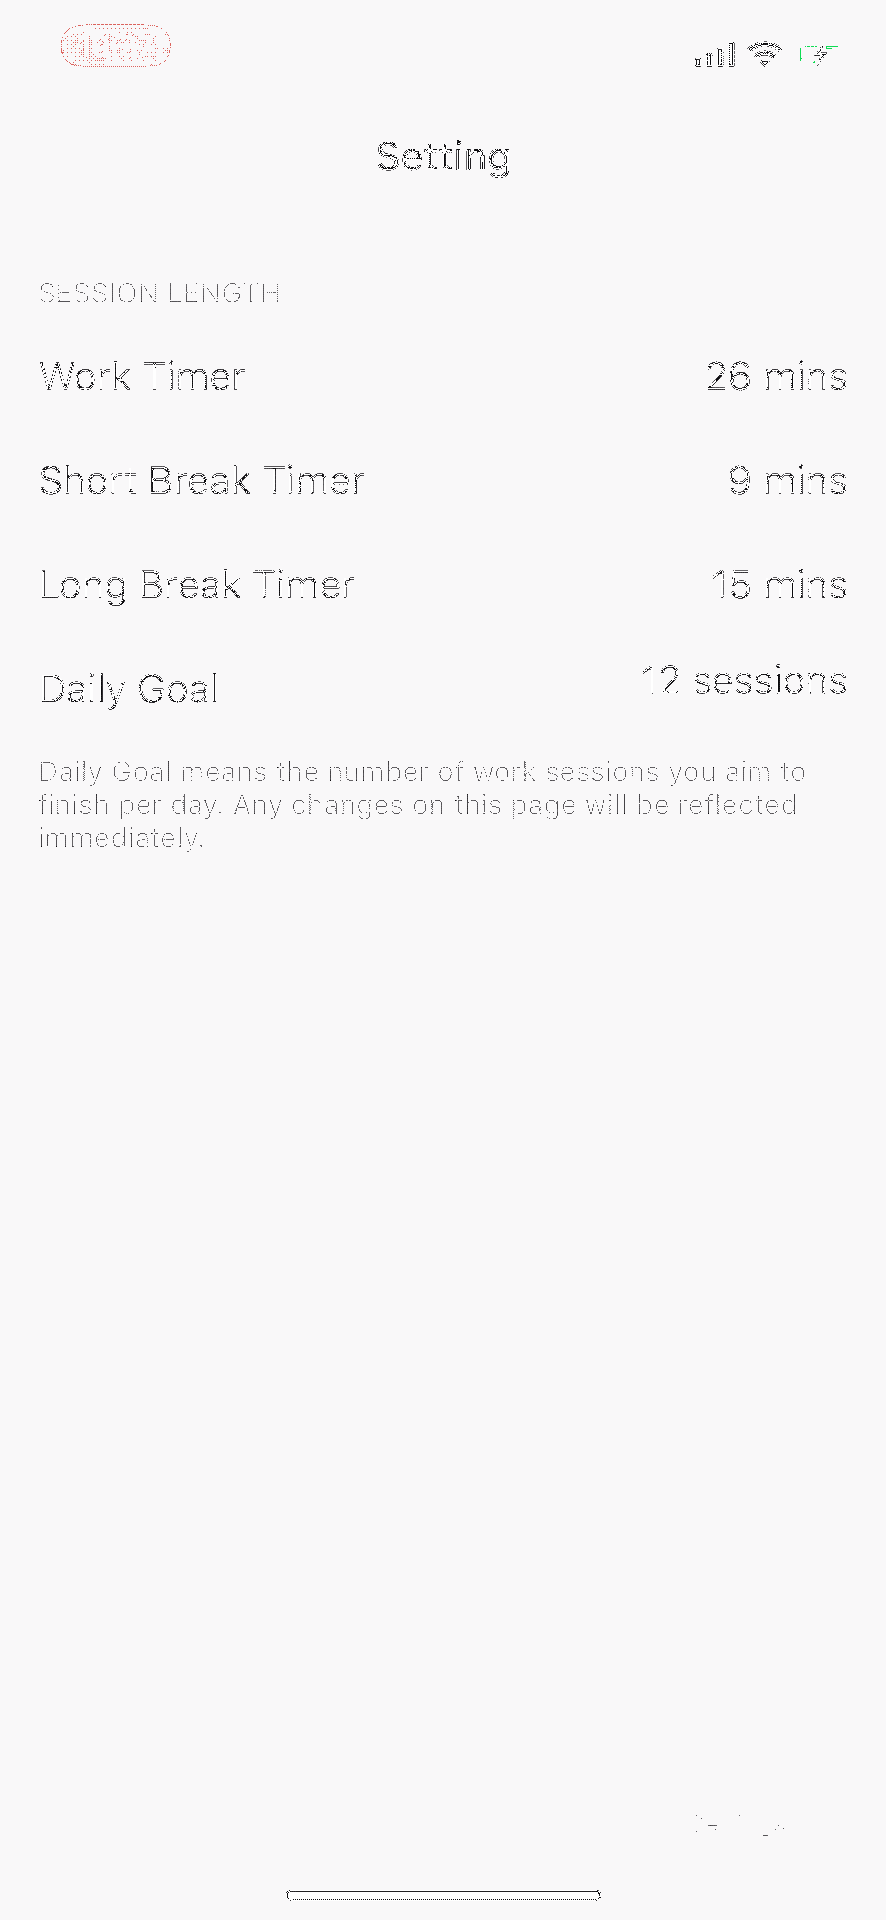 Setting
SESSION LENGTH
Work Timer 26 mins
Short Break Timer 9 mins
Long Break Timer 15 mins
Daily Goal 12 sessions
Daily Goal means the number of work sessions you aim to
finish per day. Any changes on this page will be reflected
immediately.